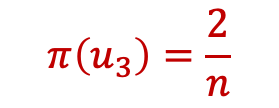 π(u₃) = 2/n